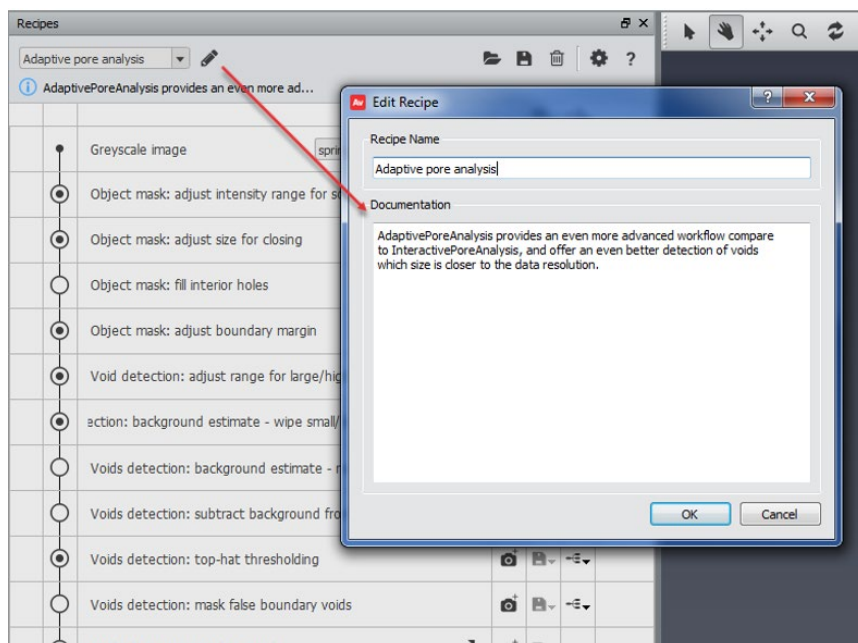 Recipes
Adaptive pore analysis
AdaptivePoreAnalysis provides an even more ad...
Greyscale image
Object mask: adjust intensity range for
Object mask: adjust size for closing
Object mask: fill interior holes
Object mask: adjust boundary margin
Void detection: adjust range for large/hig
ection: background estimate - wipe small/
Voids detection: background estimate -
Voids detection: subtract background fro
Voids detection: top-hat thresholding
Voids detection: mask false boundary voids
Edit Recipe
Recipe Name
Adaptive pore analysis
Documentation
AdaptivePoreAnalysis provides an even more advanced workflow compare
to InteractivePoreAnalysis, and offer an even better detection of voids
which size is closer to the data resolution.
OK
Cancel